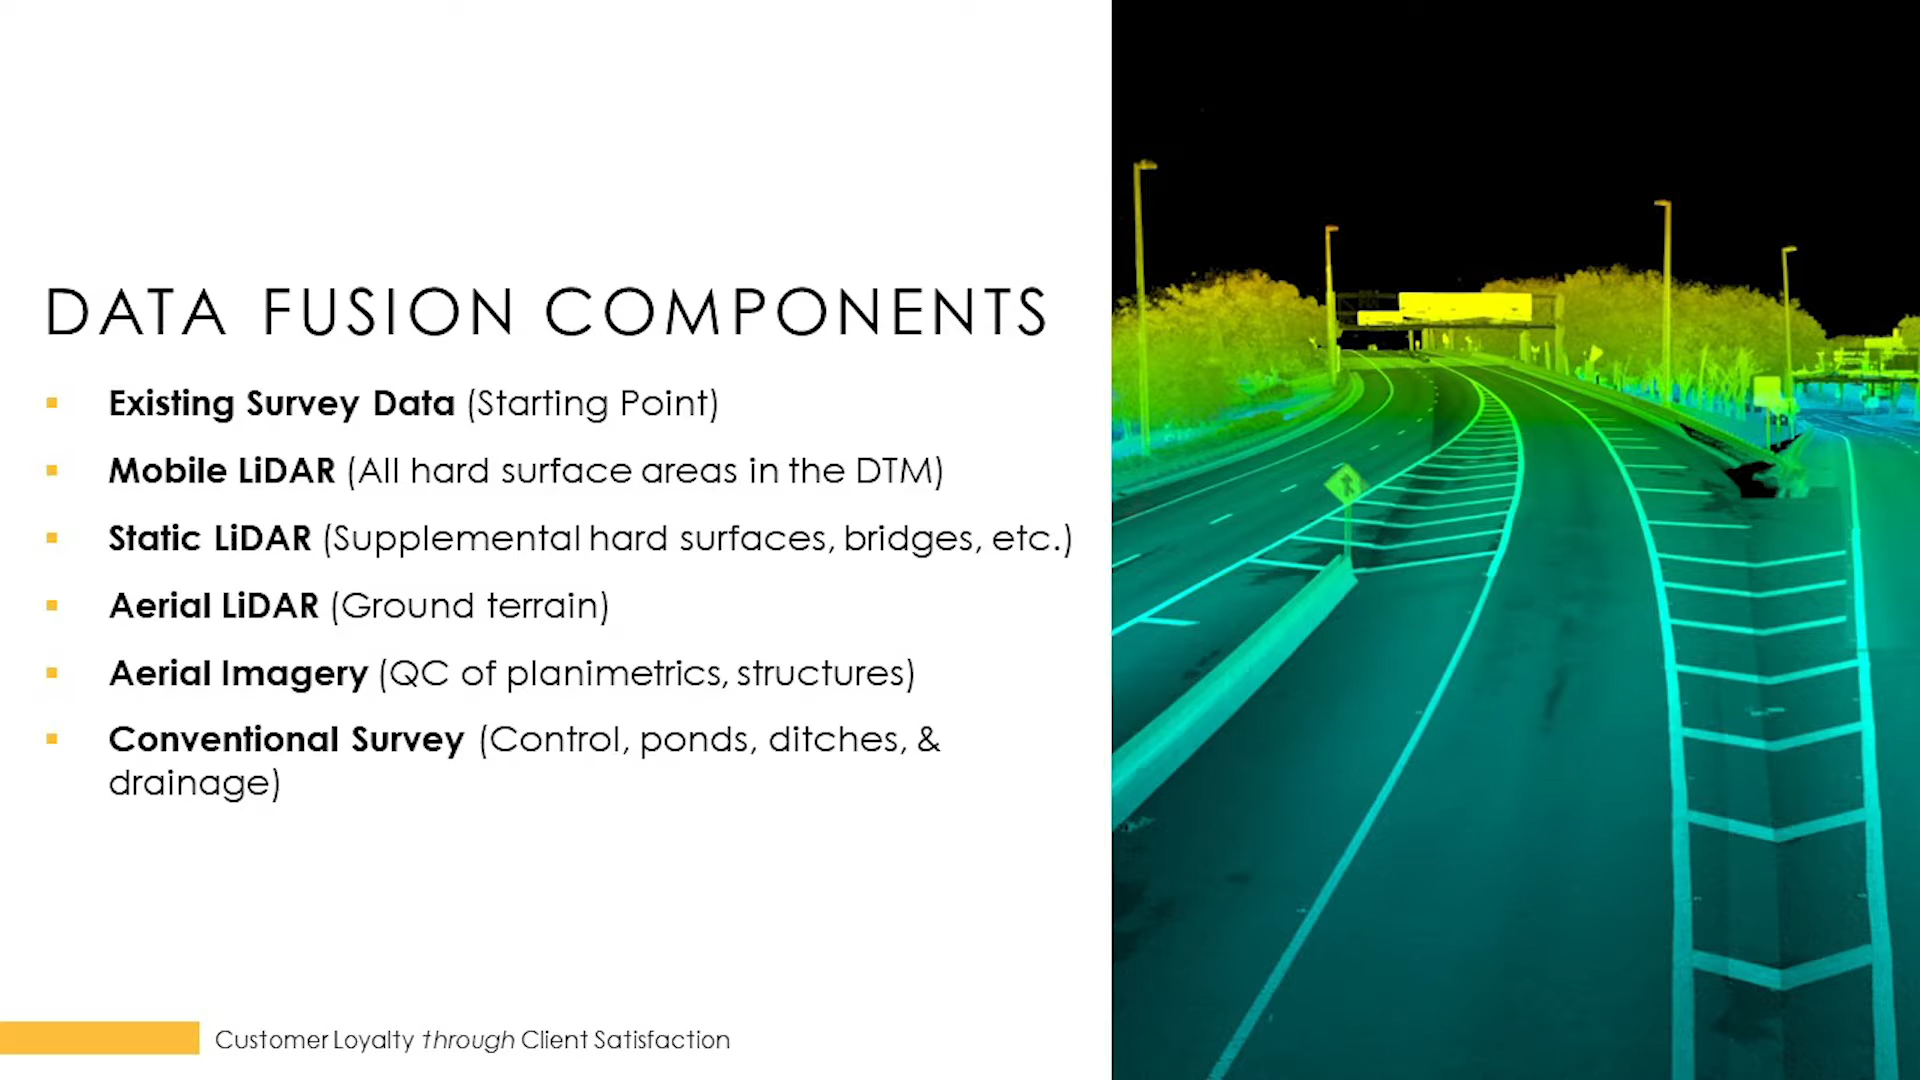 DATA FUSION COMPONENTS
▪ Existing Survey Data (Starting Point)
▪ Mobile LiDAR (All hard surface areas in the DTM)
▪ Static LiDAR (Supplemental hard surfaces, bridges, etc.)
▪ Aerial LiDAR (Ground terrain)
▪ Aerial Imagery (QC of planimetrics, structures)
▪ Conventional Survey (Control, ponds, ditches, &
drainage)
Customer Loyalty through Client Satisfaction